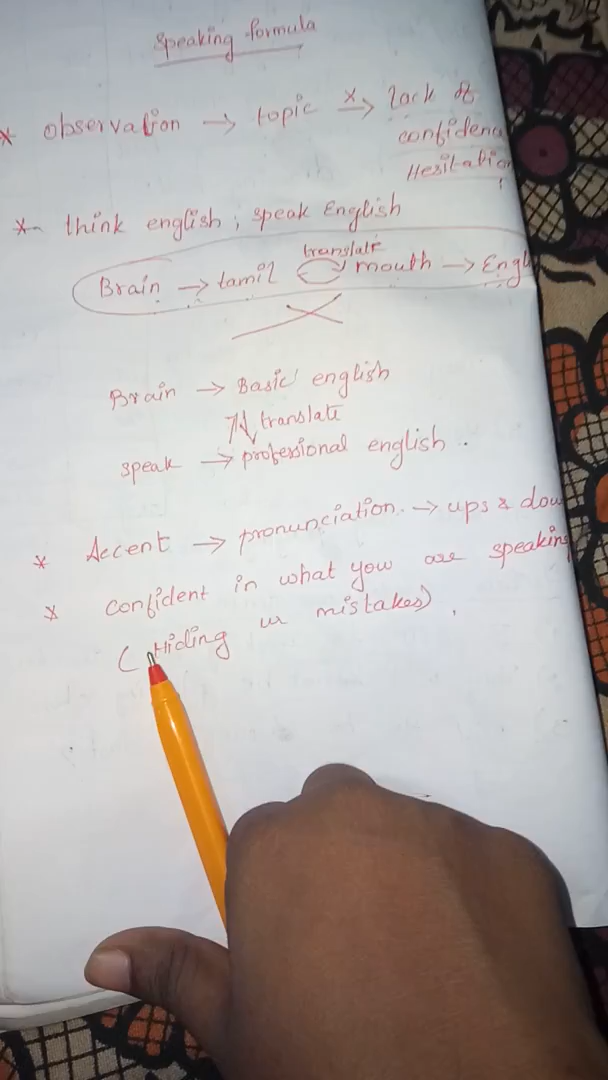 Speaking formula
* observation → topic x→ lack of
confidenc
Hesitation
* think english ; speak English
translate
Brain → tamil mouth → Engl
Brain → Basic english
translate
speak → professional english .
* Accent → pronunciation. → ups & dow
* confident in what you are speaking
( Hiding ur mistakes) .